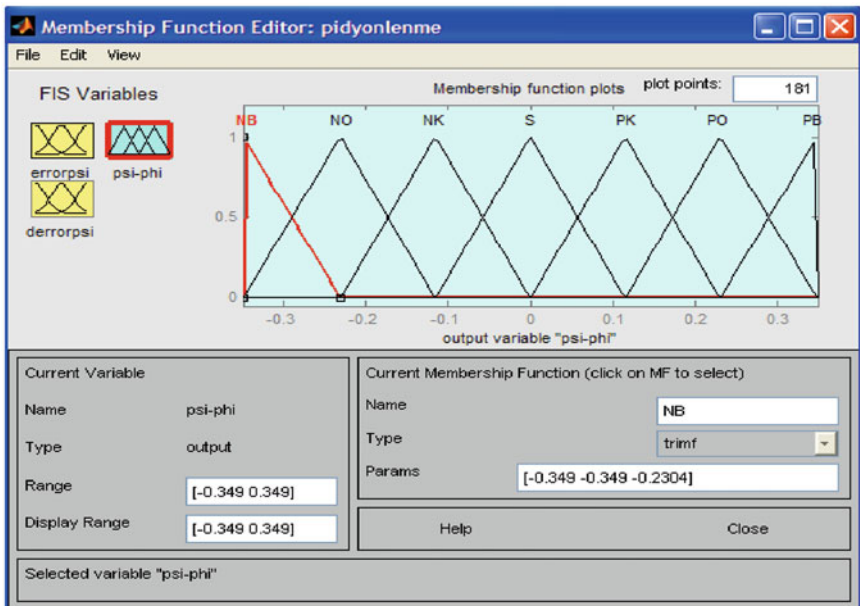 Membership Function Editor: pidyonlenme
File Edit View
FIS Variables
Membership function plots plot points: 181
NB NO NK S PK PO PB
errorpsi psi-phi
derrorpsi
1
0.5
0
-0.3 -0.2 -0.1 0 0.1 0.2 0.3
output variable "psi-phi"
Current Variable
Name psi-phi
Type output
Range [-0.349 0.349]
Display Range [-0.349 0.349]
Current Membership Function (click on MF to select)
Name NB
Type trimf
Params [-0.349 -0.349 -0.2304]
Help Close
Selected variable "psi-phi"